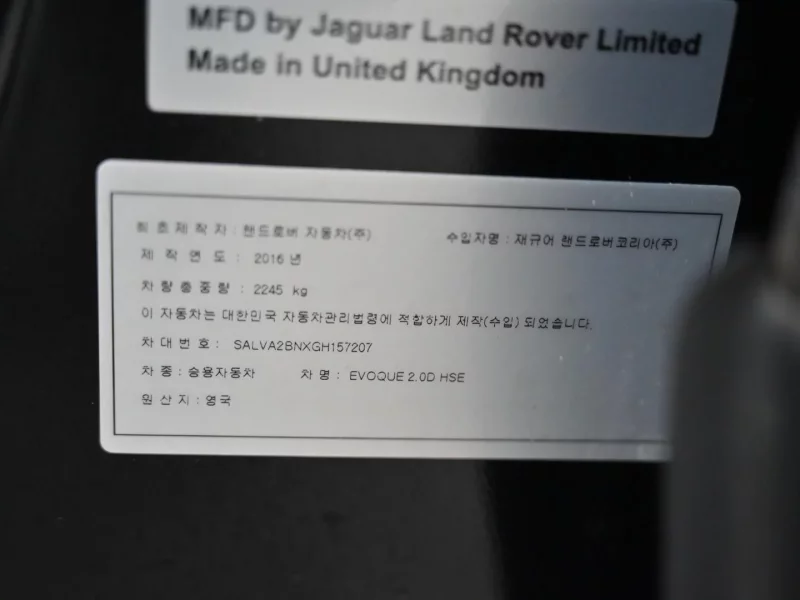 MFD by Jaguar Land Rover Limited
Made in United Kingdom
최초제작자 : 랜드로버 자동차(주) 수입자명 : 재규어 랜드로버코리아(주)
제 작 연 도 : 2016 년
차 량 총 중 량 : 2245 kg
이 자동차는 대한민국 자동차관리법령에 적합하게 제작(수입) 되었습니다.
차 대 번 호 : SALVA2BNXGH157207
차 종 : 승용자동차 차 명 : EVOQUE 2.0D HSE
원 산 지 : 영국